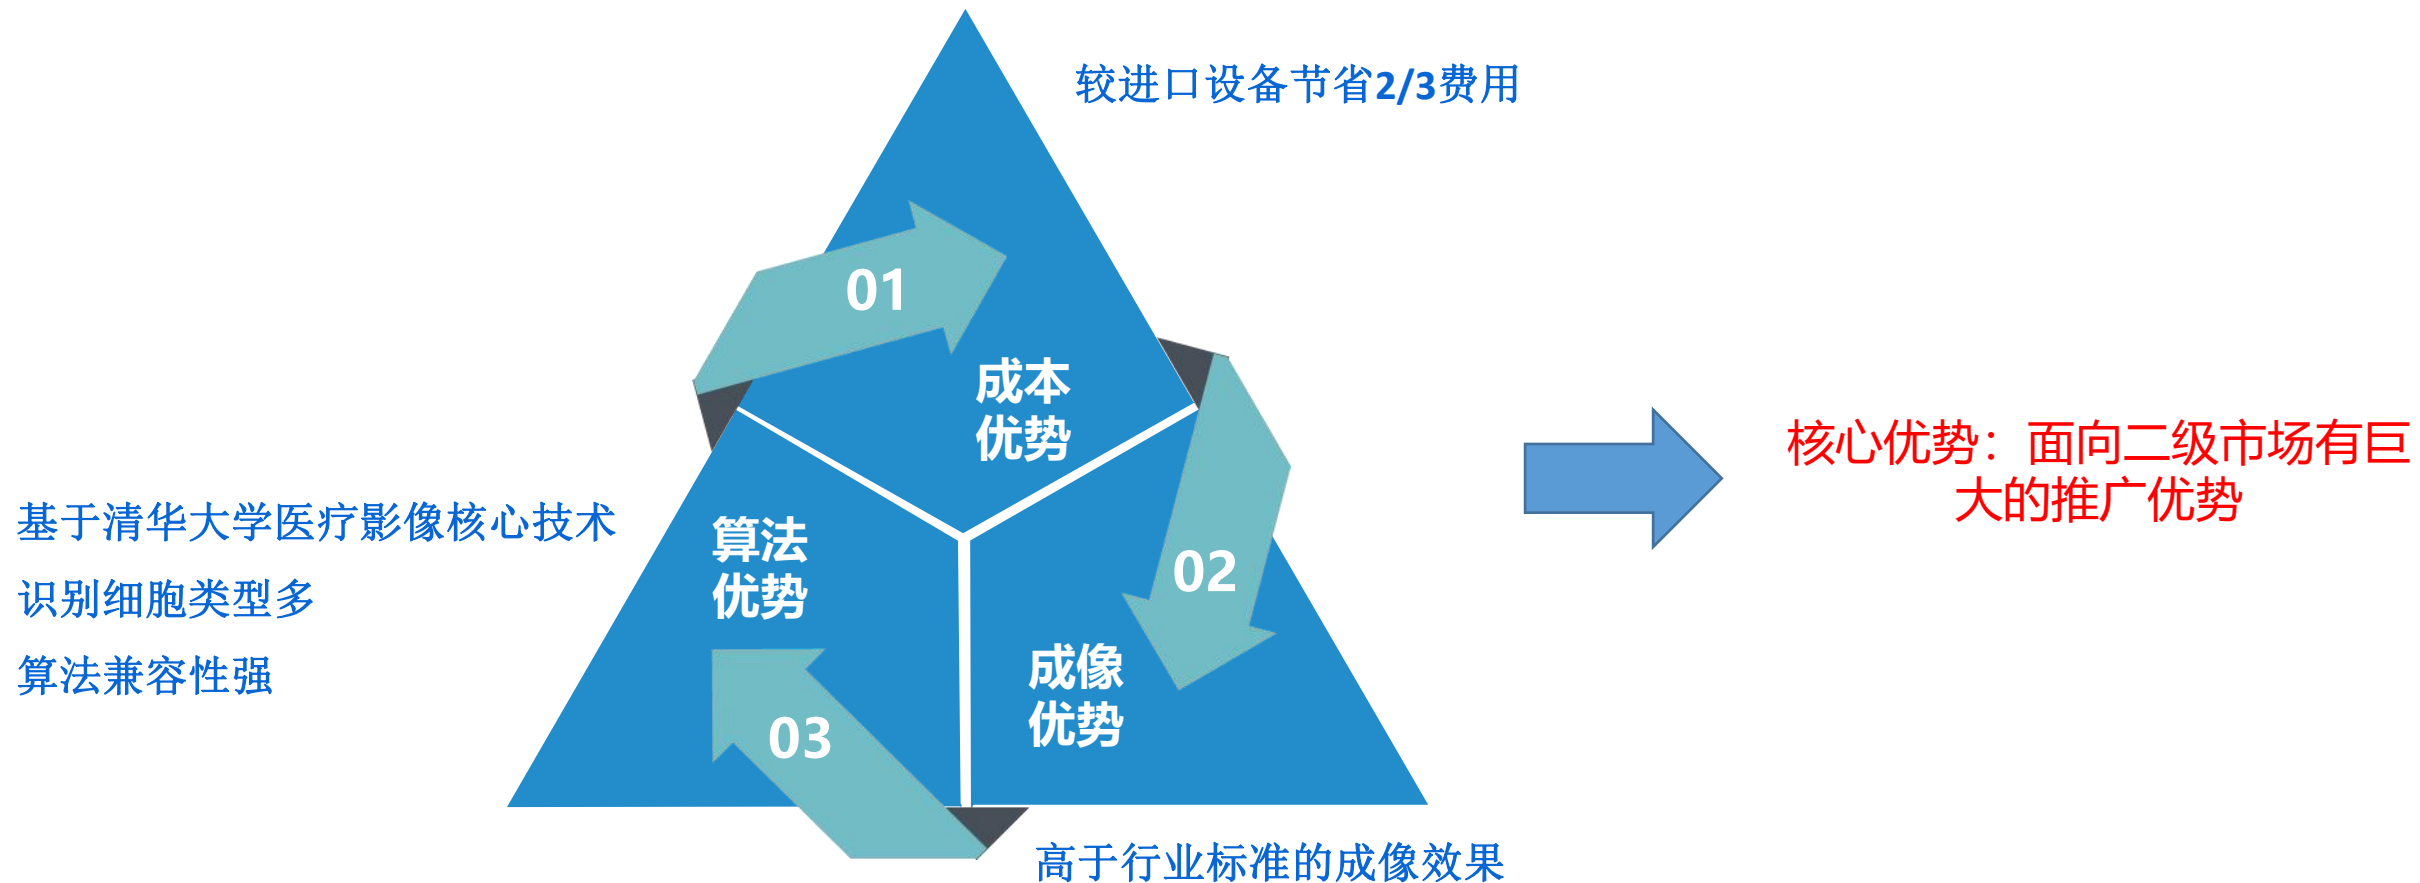 较进口设备节省2/3费用
01
成本
优势
02
成像
优势
高于行业标准的成像效果
03
算法
优势
基于清华大学医疗影像核心技术
识别细胞类型多
算法兼容性强
核心优势：面向二级市场有巨
大的推广优势